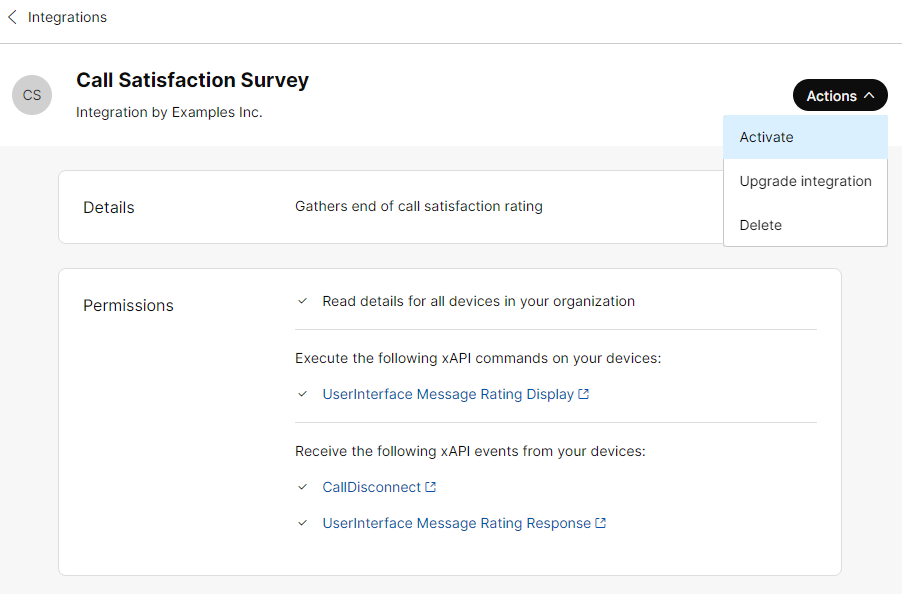 Integrations
CS
Call Satisfaction Survey
Integration by Examples Inc.
Actions
Activate
Upgrade integration
Delete
Details
Gathers end of call satisfaction rating
Permissions
Read details for all devices in your organization
Execute the following xAPI commands on your devices:
UserInterface Message Rating Display
Receive the following xAPI events from your devices:
CallDisconnect
UserInterface Message Rating Response